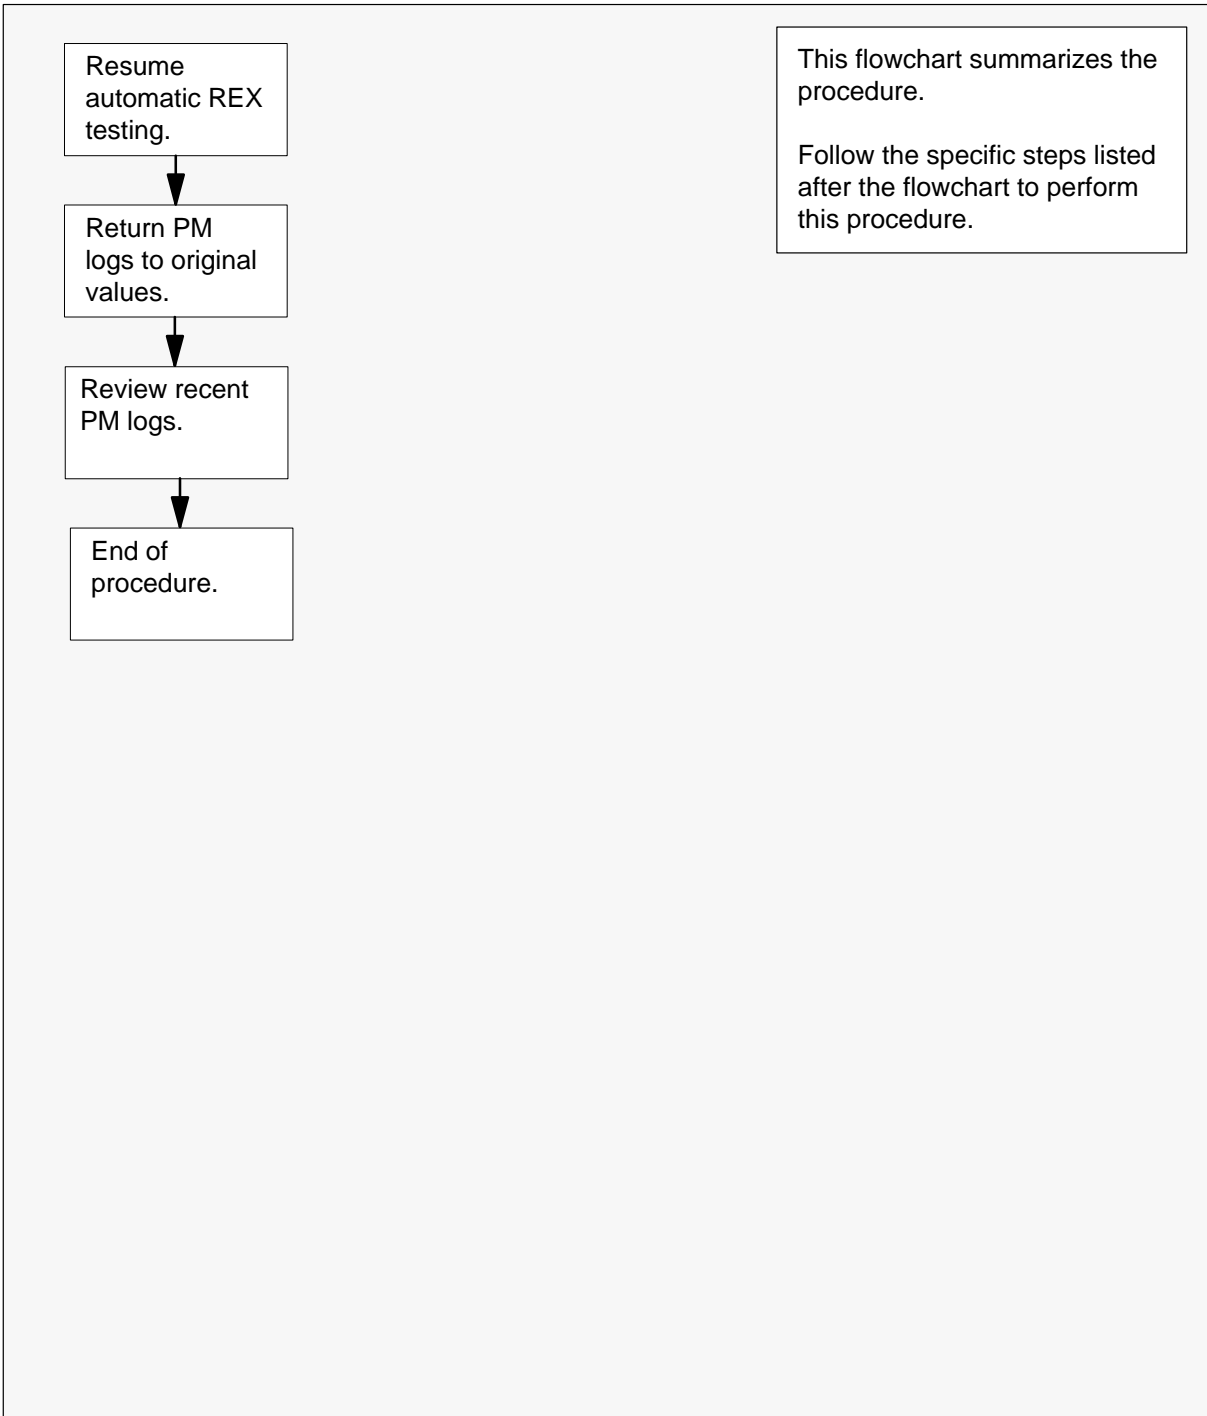 Resume
automatic REX
testing.
Return PM
logs to original
values.
Review recent
PM logs.
End of
procedure.
This flowchart summarizes the
procedure.
Follow the specific steps listed
after the flowchart to perform
this procedure.